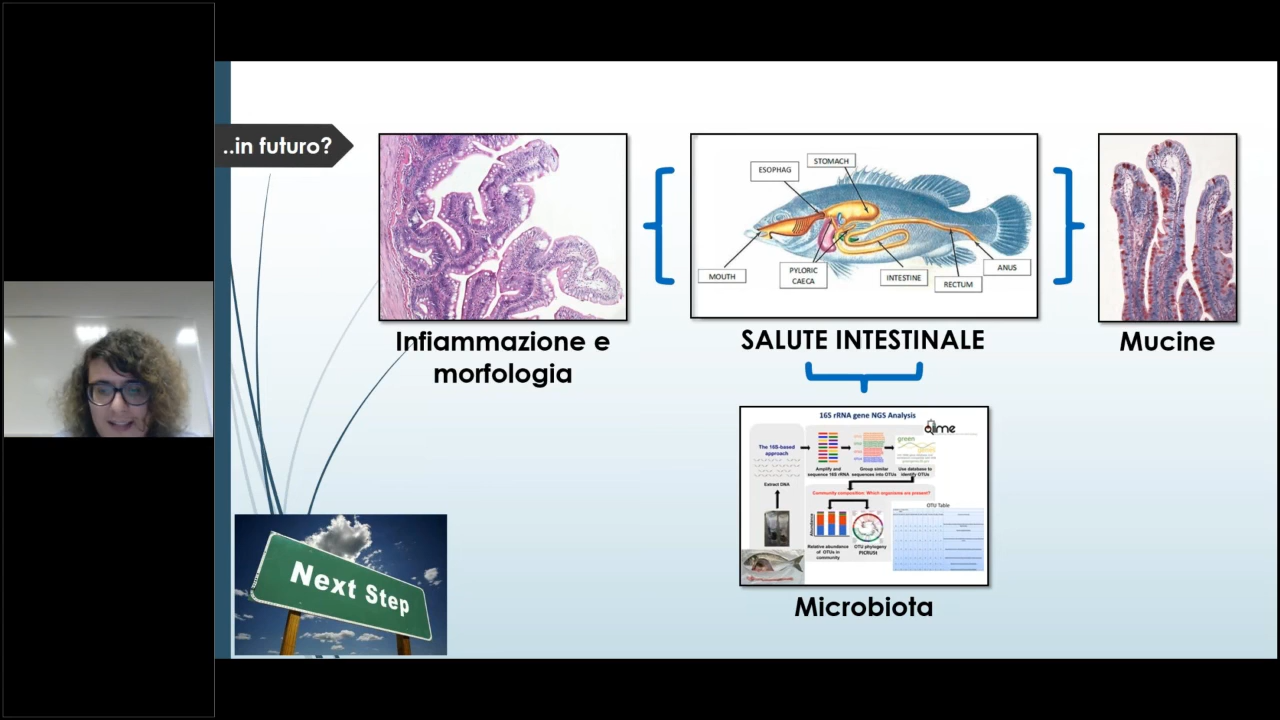 ..in futuro?
ESOPHAG
STOMACH
MOUTH
PYLORIC
CAECA
INTESTINE
RECTUM
ANUS
Infiammazione e
morfologia
SALUTE INTESTINALE
Mucine
16S rRNA gene NGS Analysis
The 16S-based
approach
Extract DNA
Amplify and
sequence 16S rRNA
Group similar
sequences into OTUs
green
Use database to
identify OTUs
Community composition: Which organisms are present?
Abundance
Relative abundance
of OTUs in
community
OTU phylogeny
PICRUSt
OTU Table
Microbiota
Next Step